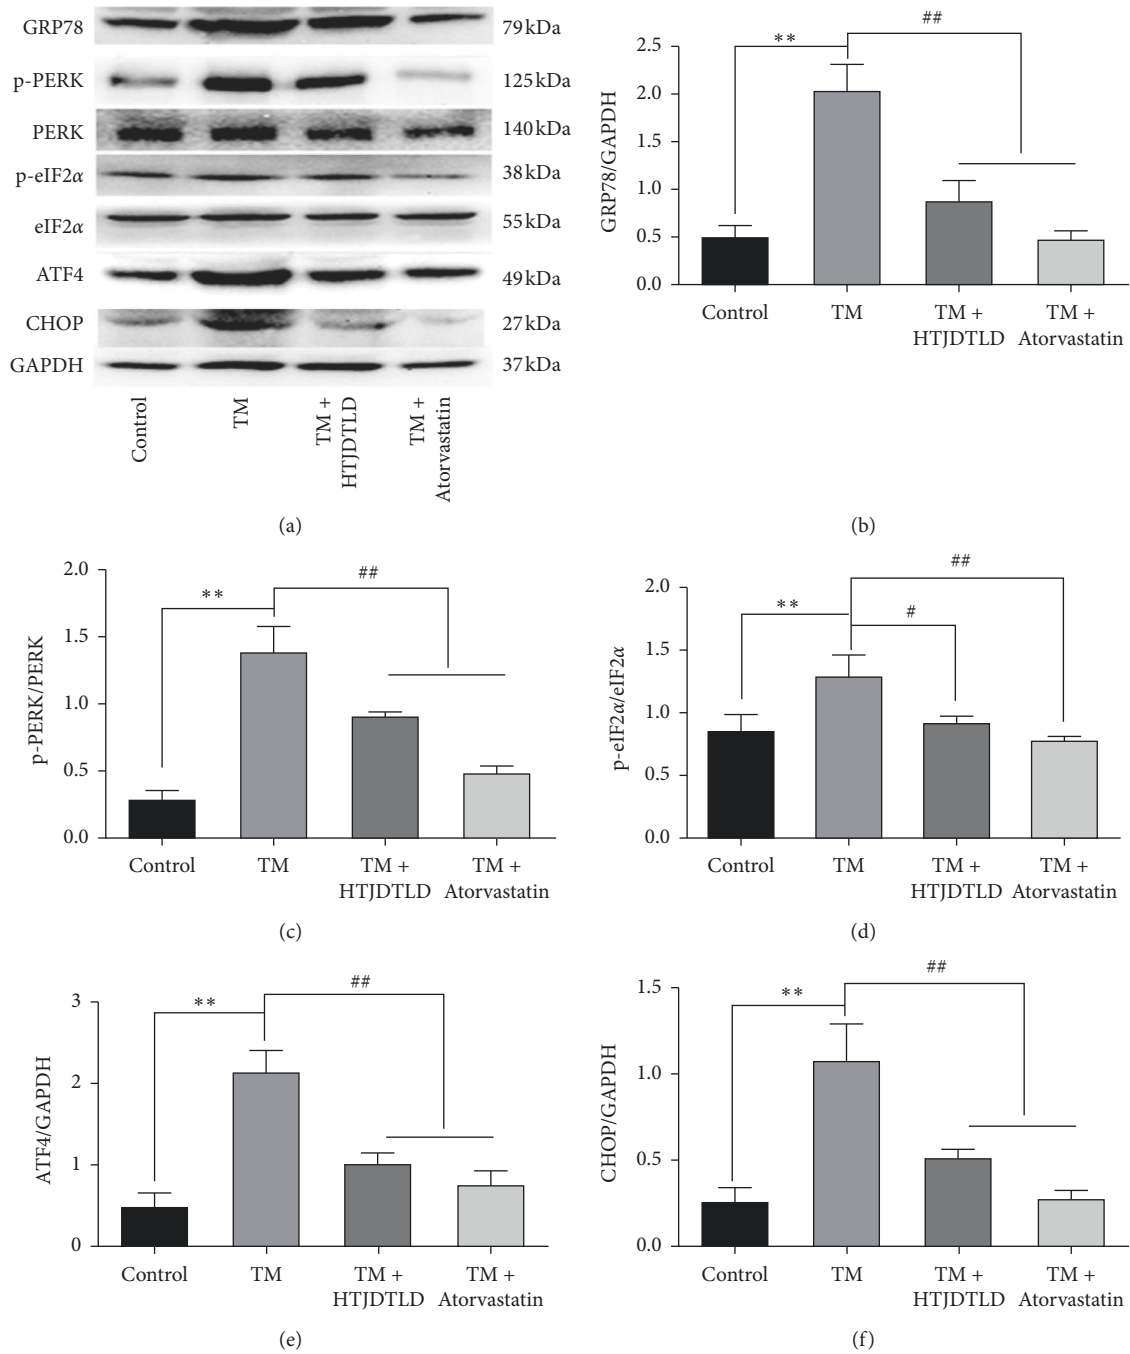 GRP78 79 kDa
p-PERK 125 kDa
PERK 140 kDa
p-eIF2α 38 kDa
eIF2α 55 kDa
ATF4 49 kDa
CHOP 27 kDa
GAPDH 37 kDa
Control
TM
TM +
HTJDTLD
TM +
Atorvastatin
(a)
** ##
GRP78/GAPDH
2.5
2.0
1.5
1.0
0.5
0.0
Control TM TM + TM +
HTJDTLD Atorvastatin
(b)
** ##
p-PERK/PERK
2.0
1.5
1.0
0.5
0.0
Control TM TM + TM +
HTJDTLD Atorvastatin
(c)
##
** #
p-eIF2α/eIF2α
2.0
1.5
1.0
0.5
0.0
Control TM TM + TM +
HTJDTLD Atorvastatin
(d)
** ##
ATF4/GAPDH
3
2
1
0
Control TM TM + TM +
HTJDTLD Atorvastatin
(e)
** ##
CHOP/GAPDH
1.5
1.0
0.5
0.0
Control TM TM + TM +
HTJDTLD Atorvastatin
(f)